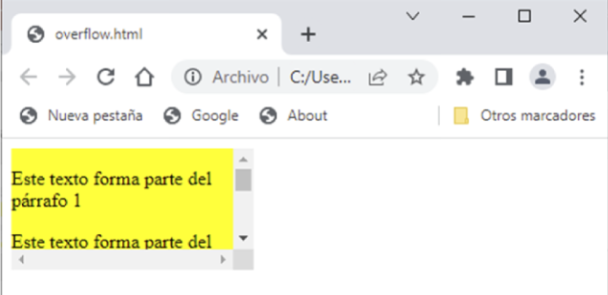 overflow.html
Archivo | C:/Use...
Nueva pestaña Google About Otros marcadores
Este texto forma parte del
párrafo 1
Este texto forma parte del